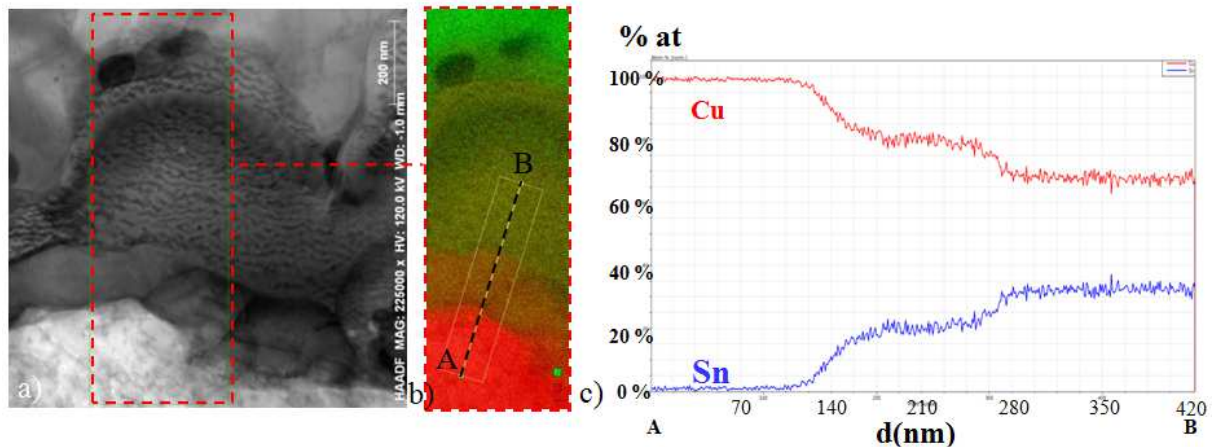 a)
200 nm
HAADF MAG: 225000 x HV: 120.0 kV WD: -1.0 mm
b)
B
A
c)
% at
100 %
80 %
60 %
40 %
20 %
0 %
Cu
Sn
70 140 210 280 350 420
A d(nm) B